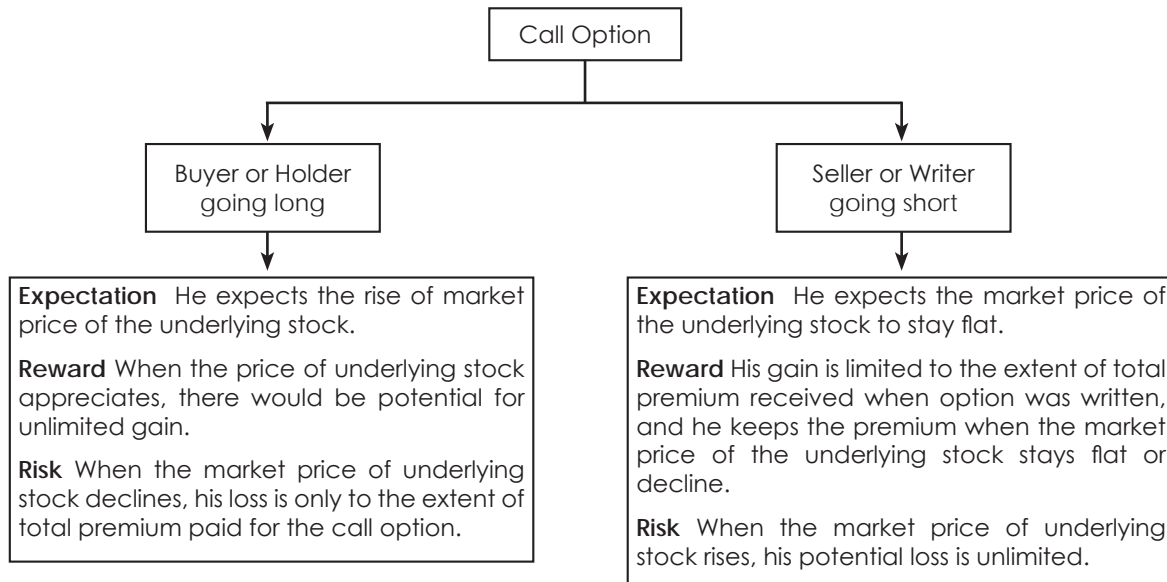 Call Option
Buyer or Holder
going long
Seller or Writer
going short
Expectation He expects the rise of market
price of the underlying stock.
Reward When the price of underlying stock
appreciates, there would be potential for
unlimited gain.
Risk When the market price of underlying
stock declines, his loss is only to the extent of
total premium paid for the call option.
Expectation He expects the market price of
the underlying stock to stay flat.
Reward His gain is limited to the extent of total
premium received when option was written,
and he keeps the premium when the market
price of the underlying stock stays flat or
decline.
Risk When the market price of underlying
stock rises, his potential loss is unlimited.